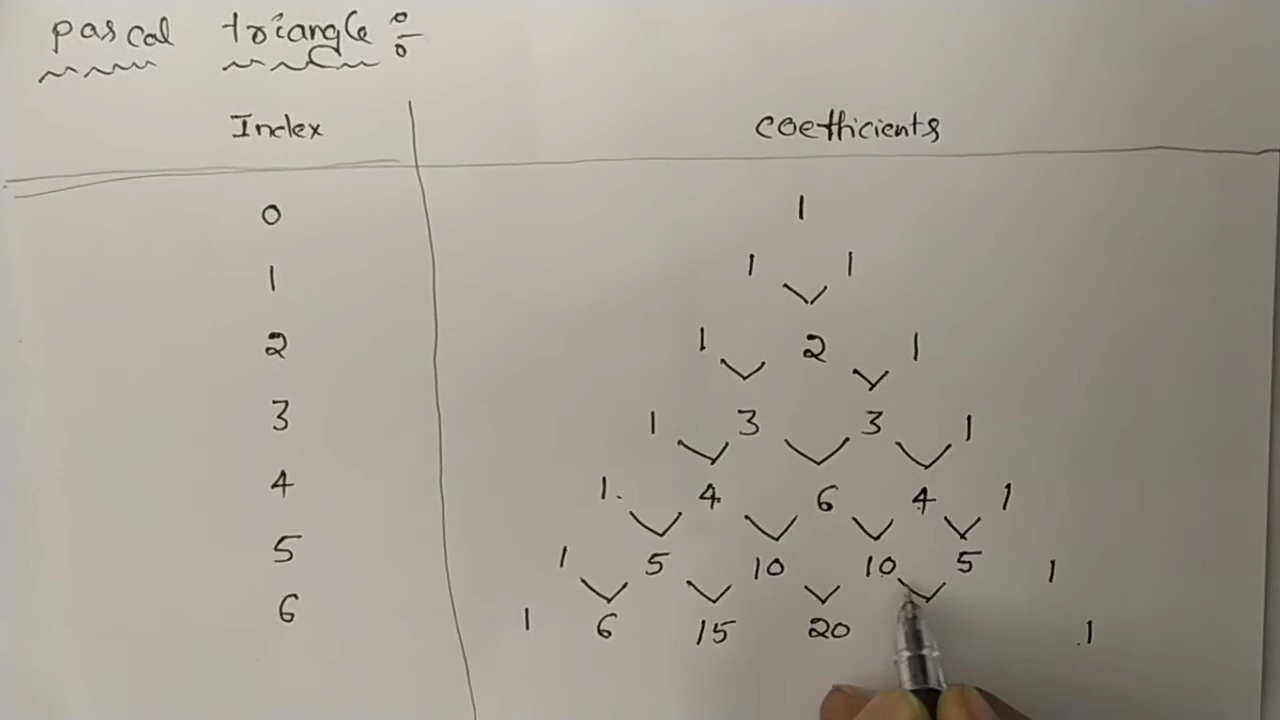 pascal triangle :-
Index coefficients
0 1
1 1 1
2 1 2 1
3 1 3 3 1
4 1. 4 6 4 1
5 1 5 10 10 5 1
6 1 6 15 20 1